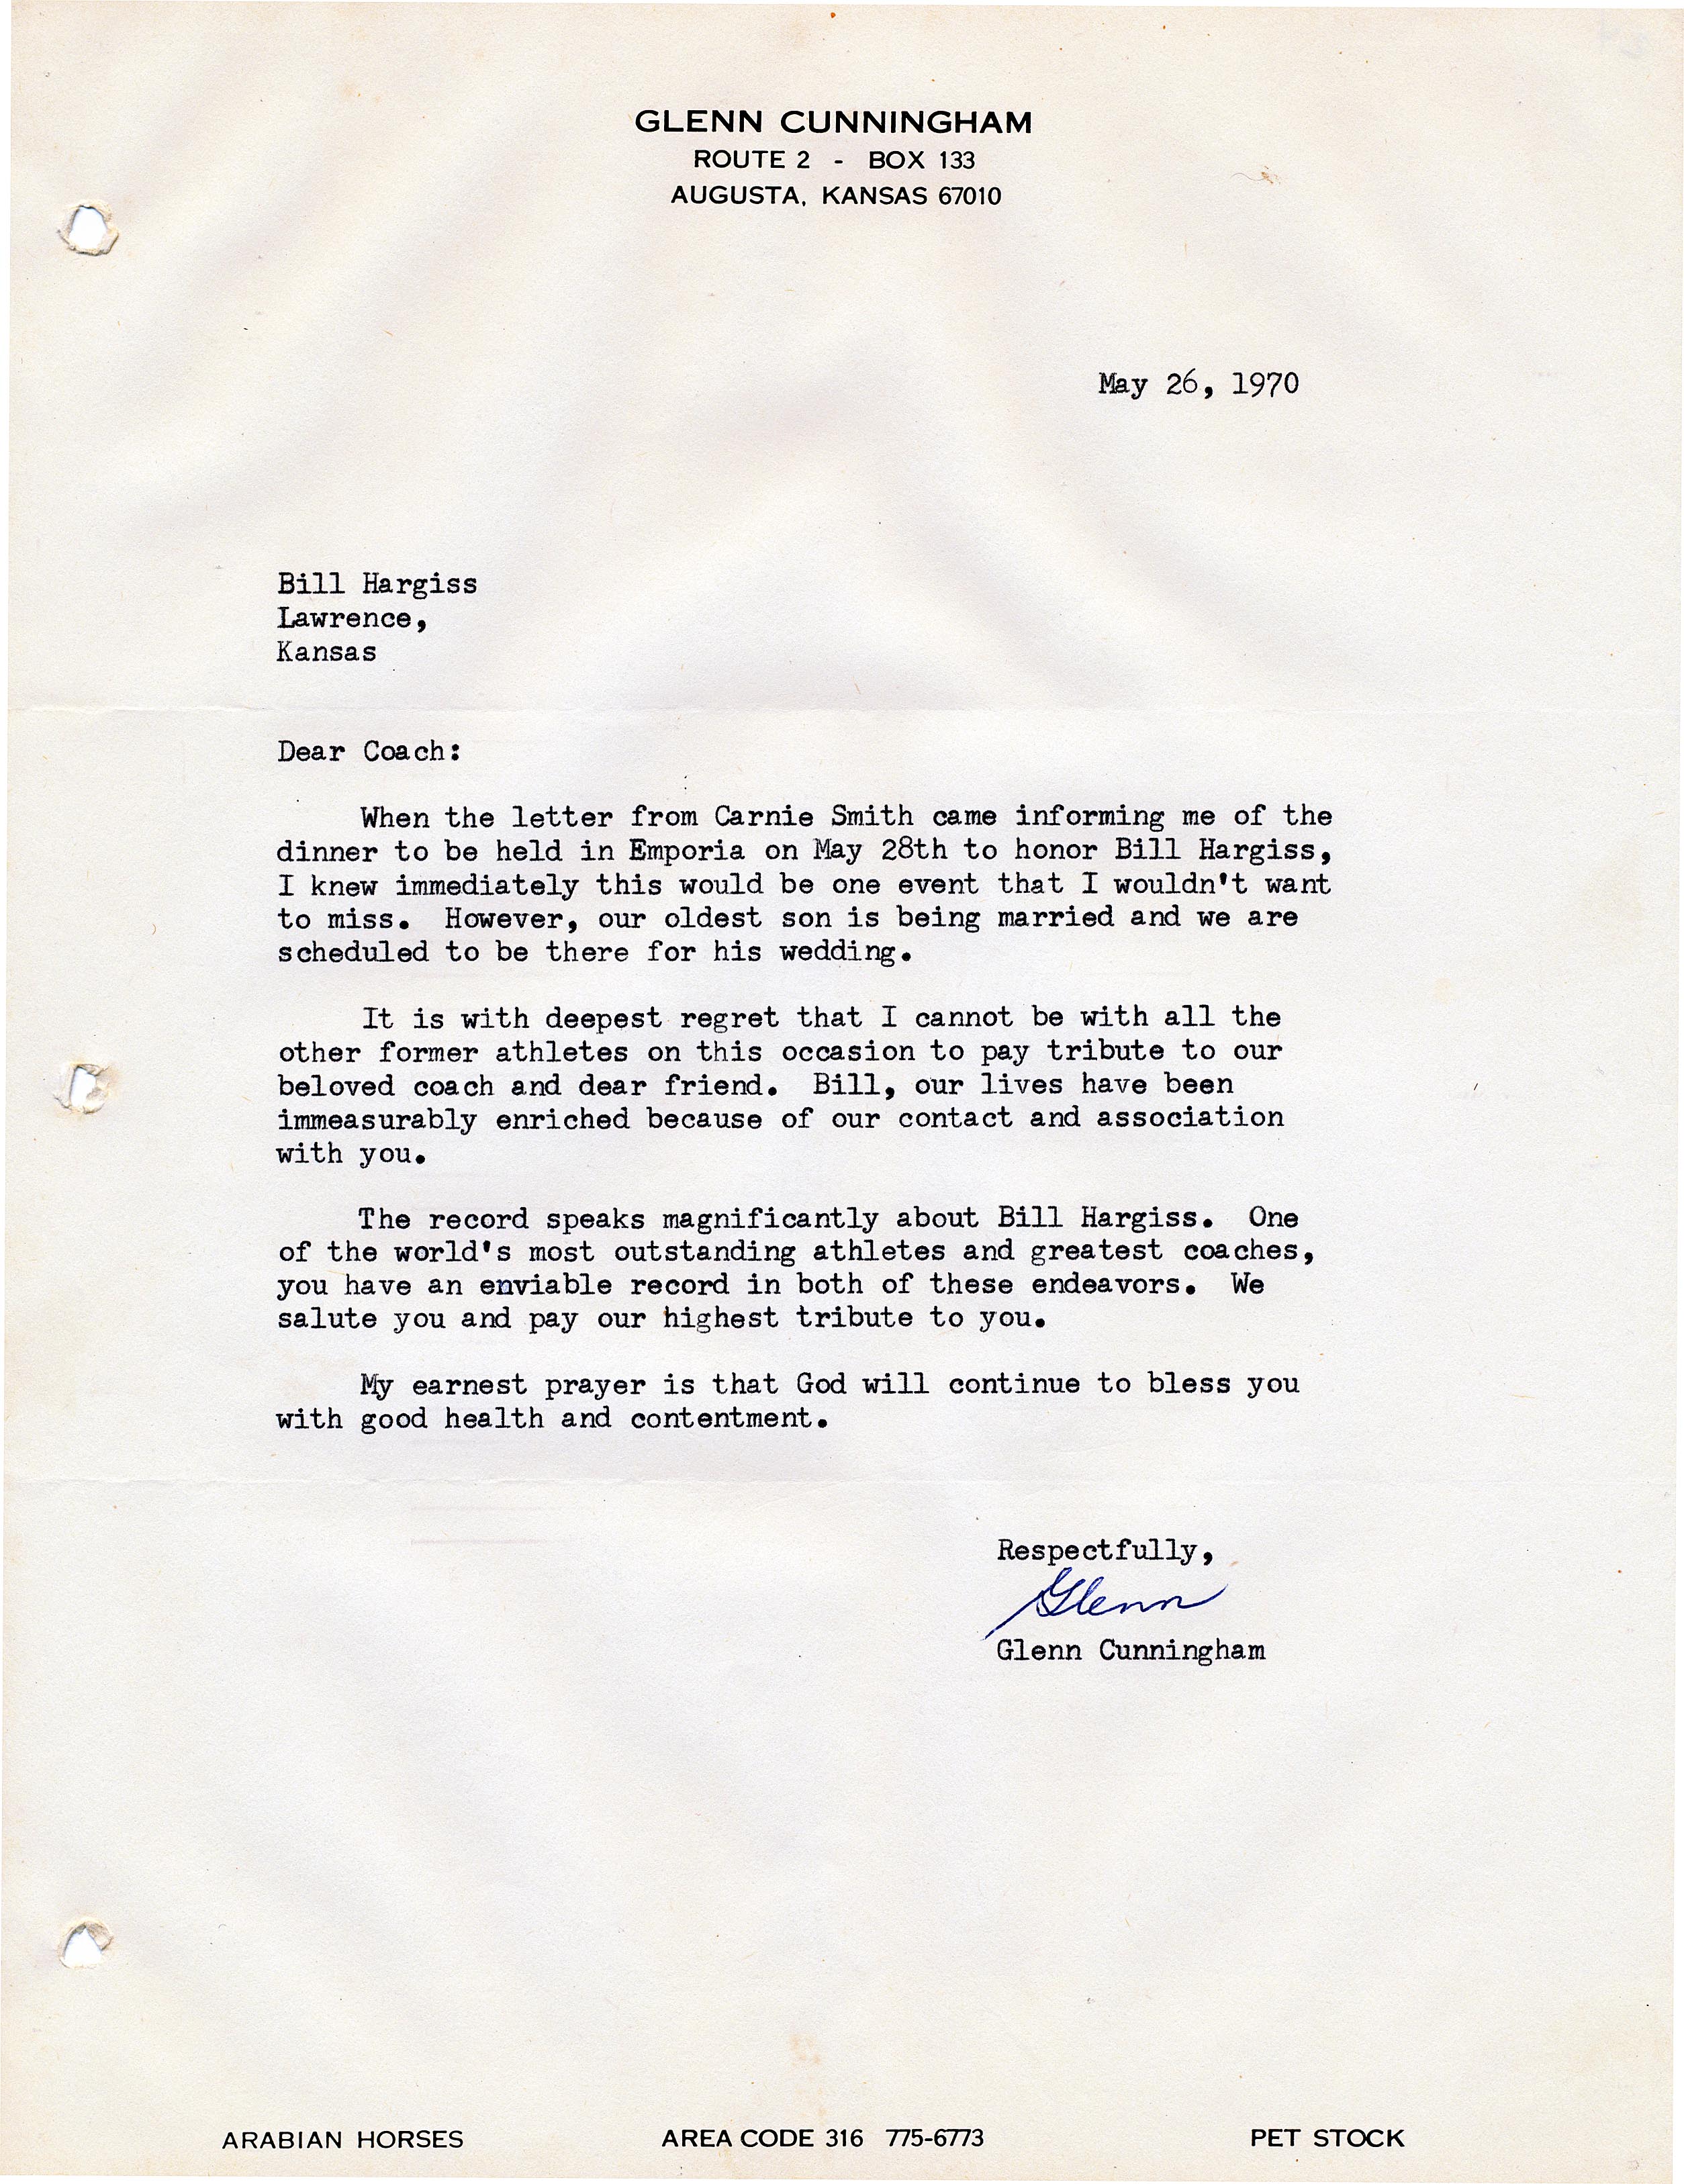 GLENN CUNNINGHAM
ROUTE 2 - BOX 133
AUGUSTA, KANSAS 67010
May 26, 1970
Bill Hargiss
Lawrence,
Kansas
Dear Coach:
When the letter from Carnie Smith came informing me of the
dinner to be held in Emporia on May 28th to honor Bill Hargiss,
I knew immediately this would be one event that I wouldn't want
to miss. However, our oldest son is being married and we are
scheduled to be there for his wedding.
It is with deepest regret that I cannot be with all the
other former athletes on this occasion to pay tribute to our
beloved coach and dear friend. Bill, our lives have been
immeasurably enriched because of our contact and association
with you.
The record speaks magnificantly about Bill Hargiss. One
of the world's most outstanding athletes and greatest coaches,
you have an enviable record in both of these endeavors. We
salute you and pay our highest tribute to you.
My earnest prayer is that God will continue to bless you
with good health and contentment.
Respectfully,
Glenn
Glenn Cunningham
ARABIAN HORSES AREA CODE 316 775-6773 PET STOCK